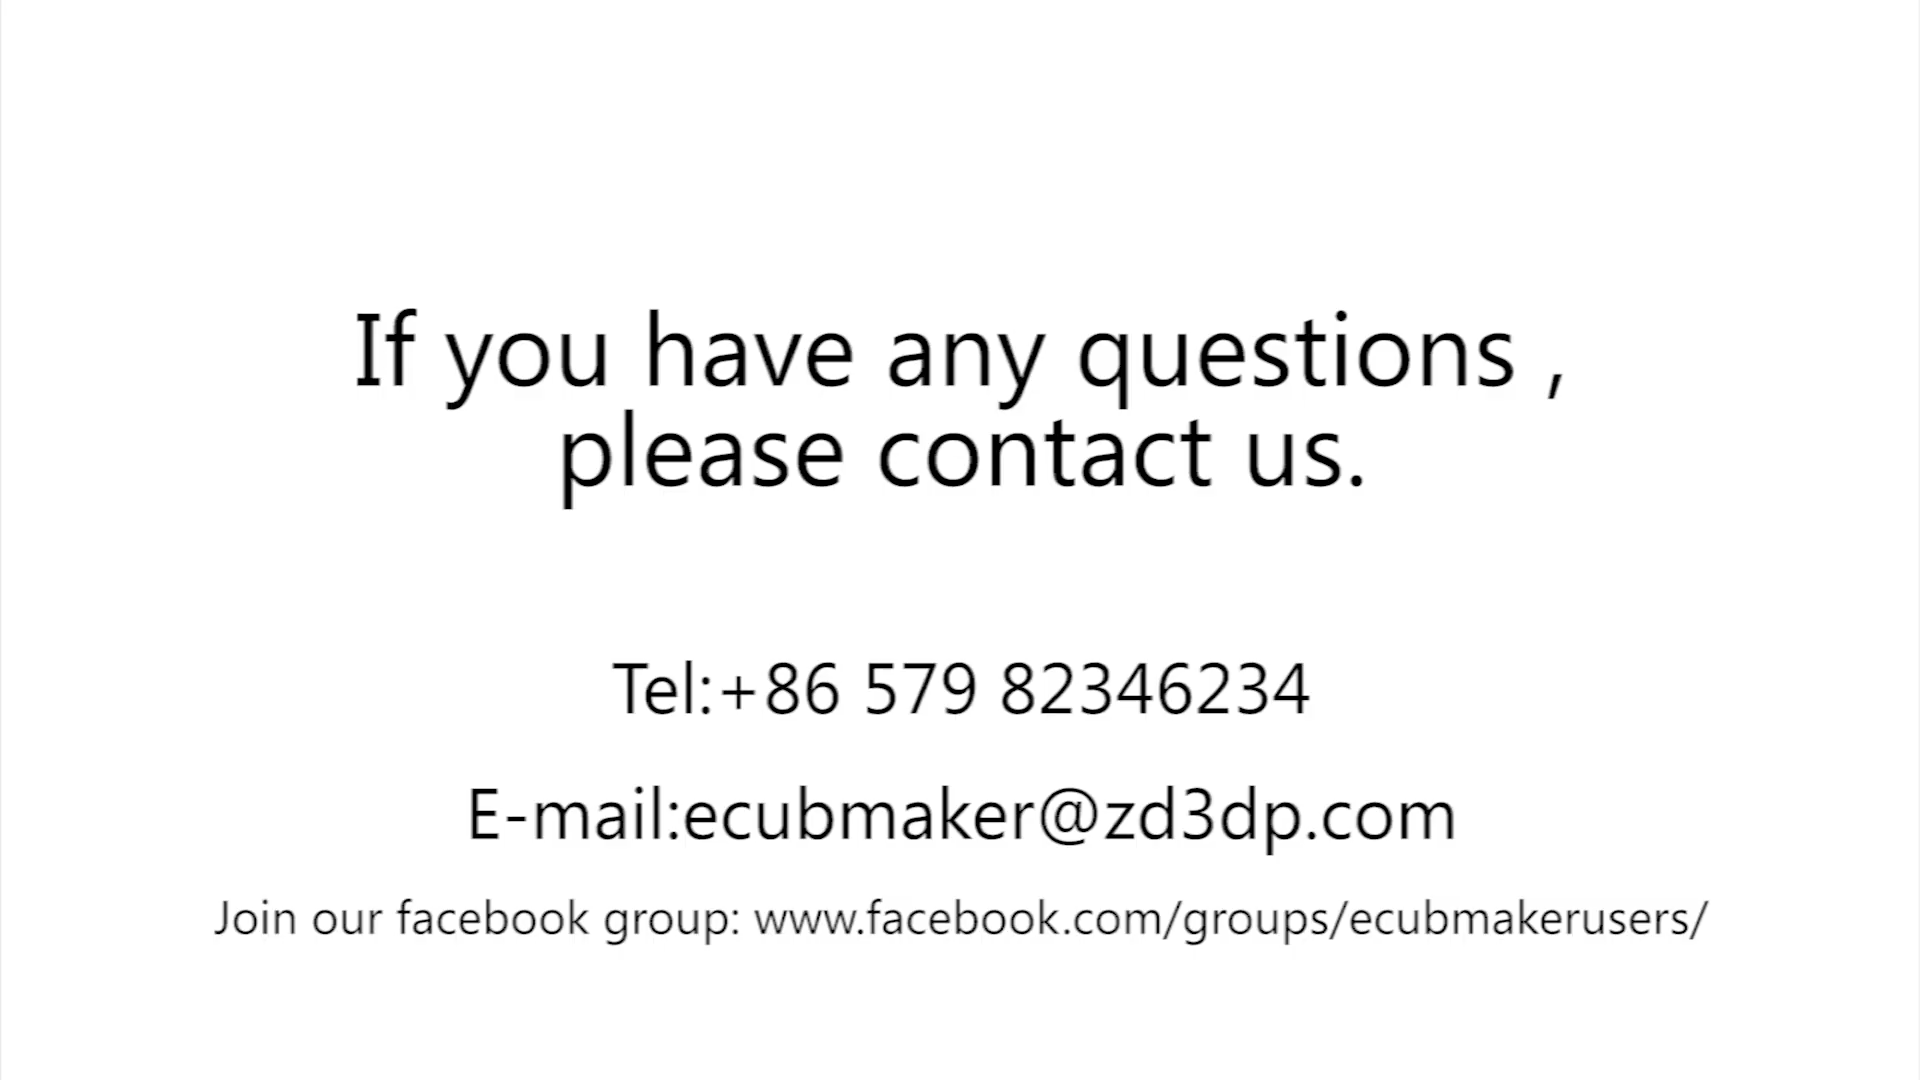 If you have any questions ,
please contact us.
Tel:+86 579 82346234
E-mail:ecubmaker@zd3dp.com
Join our facebook group: www.facebook.com/groups/ecubmakerusers/